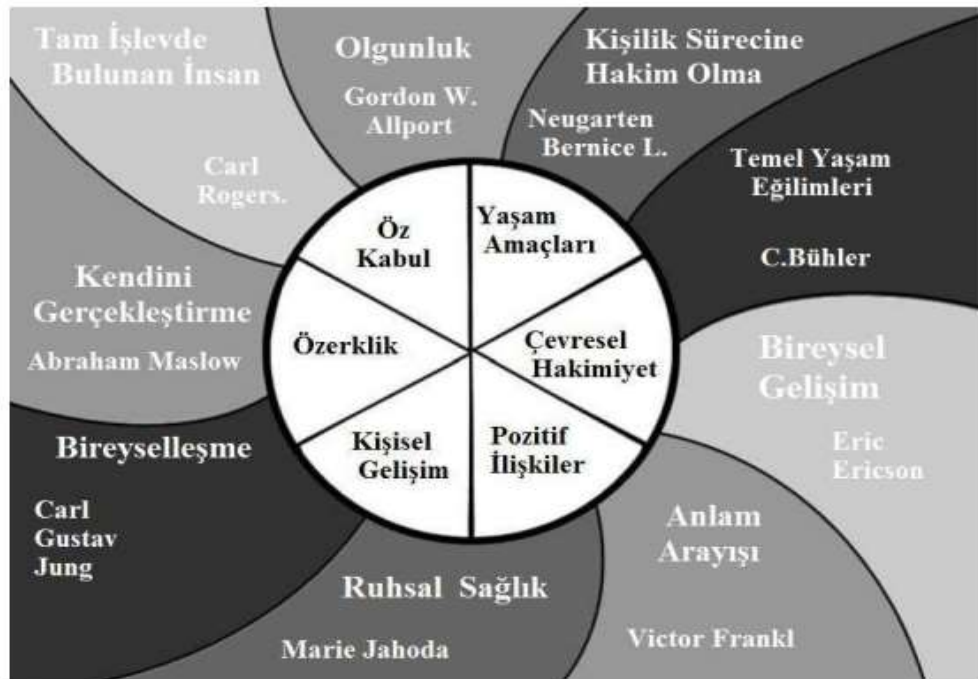 Tam İşlevde
Bulunan İnsan
Carl
Rogers.
Olgunluk
Gordon W.
Allport
Kişilik Sürecine
Hakim Olma
Neugarten
Bernice L.
Temel Yaşam
Eğilimleri
C.Bühler
Kendini
Gerçekleştirme
Abraham Maslow
Öz
Kabul
Yaşam
Amaçları
Özerklik
Çevresel
Hakimiyet
Kişisel
Gelişim
Pozitif
İlişkiler
Bireysel
Gelişim
Eric
Ericson
Bireyselleşme
Carl
Gustav
Jung
Ruhsal Sağlık
Marie Jahoda
Anlam
Arayışı
Victor Frankl